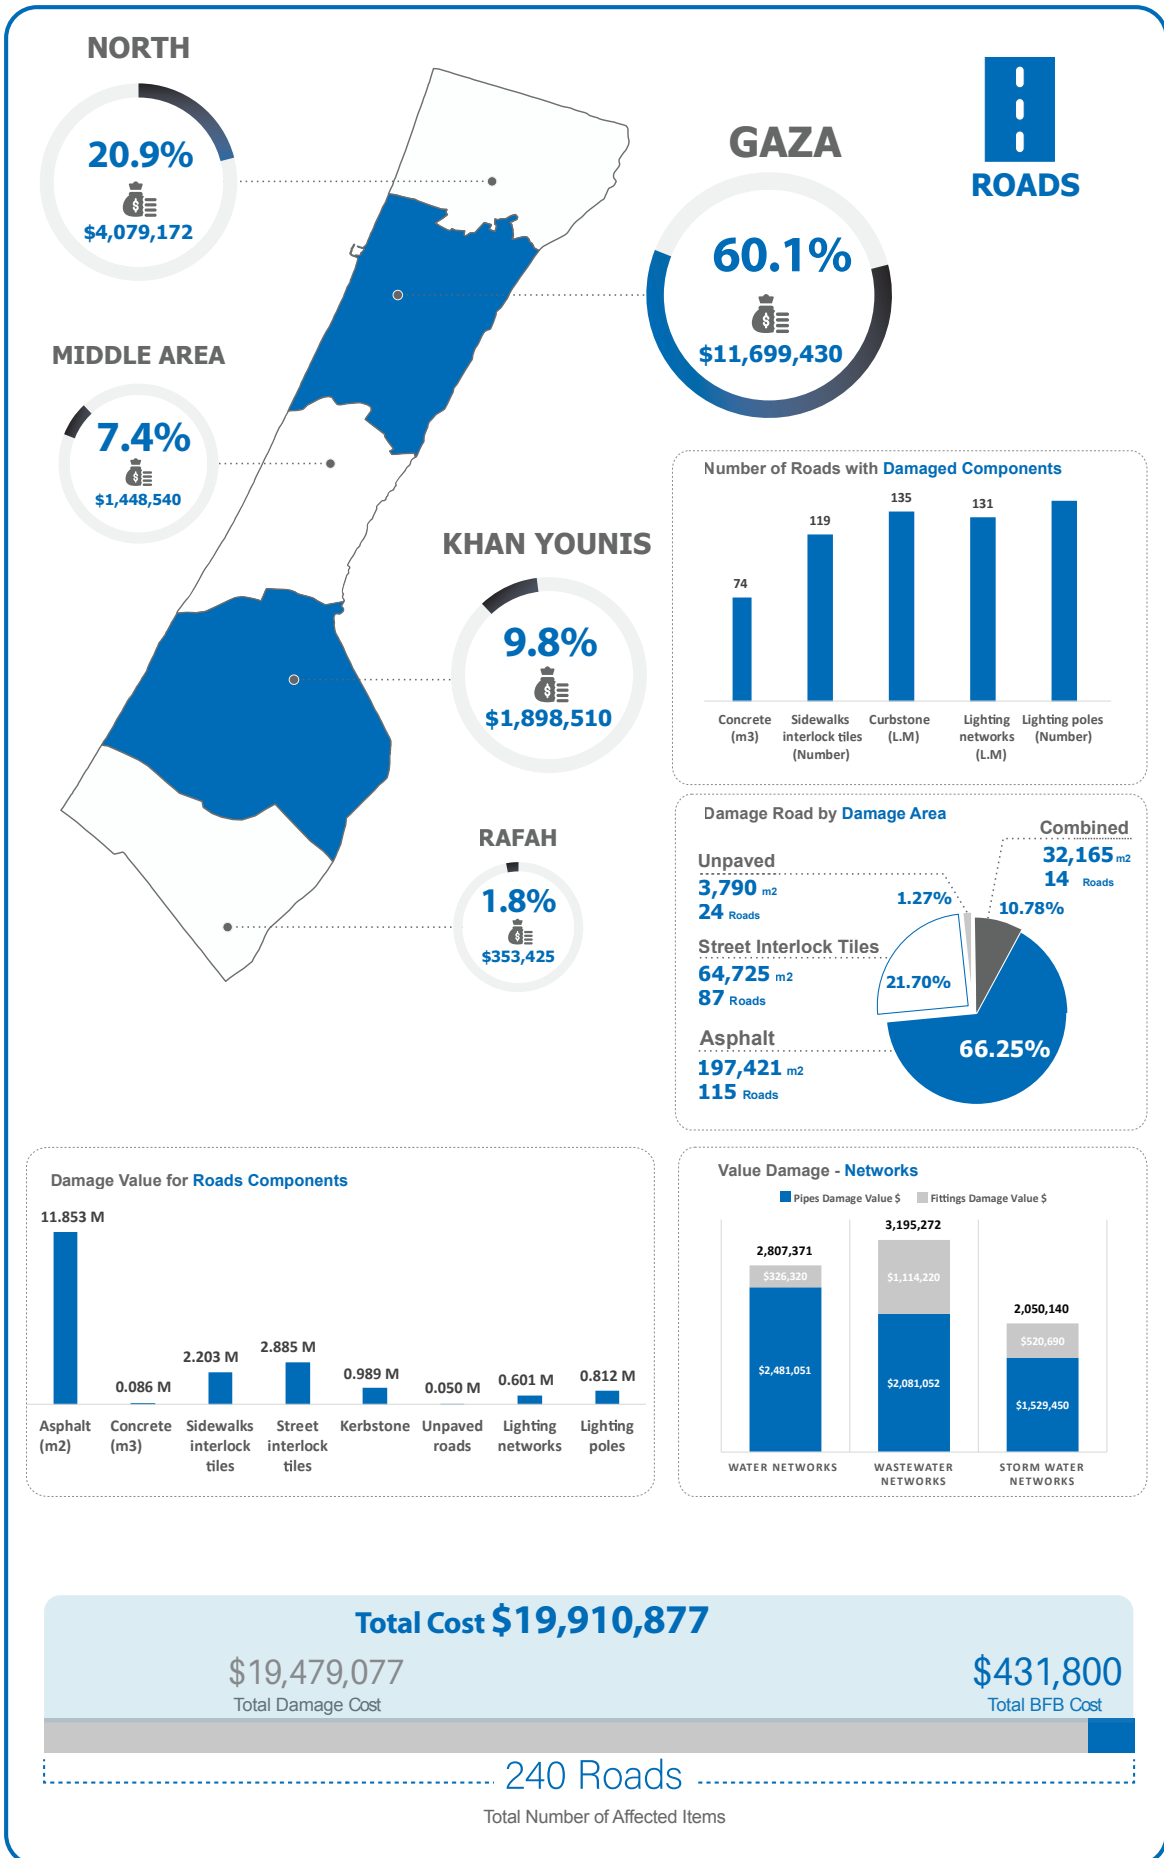 NORTH
20.9%
$4,079,172
GAZA
60.1%
$11,699,430
ROADS
MIDDLE AREA
7.4%
$1,448,540
KHAN YOUNIS
9.8%
$1,898,510
RAFAH
1.8%
$353,425
Number of Roads with Damaged Components
74
119
135
131
Concrete
(m3)
Sidewalks
interlock tiles
(Number)
Curbstone
(L.M)
Lighting
networks
(L.M)
Lighting poles
(Number)
Damage Road by Damage Area
Combined
32,165 m2
14 Roads
10.78%
Unpaved
3,790 m2
24 Roads
1.27%
Street Interlock Tiles
64,725 m2
87 Roads
21.70%
Asphalt
197,421 m2
115 Roads
66.25%
Damage Value for Roads Components
11.853 M
0.086 M
2.203 M
2.885 M
0.989 M
0.050 M
0.601 M
0.812 M
Asphalt
(m2)
Concrete
(m3)
Sidewalks
interlock
tiles
Street
interlock
tiles
Kerbstone
Unpaved
roads
Lighting
networks
Lighting
poles
Value Damage - Networks
Pipes Damage Value $
Fittings Damage Value $
2,807,371
$326,320
$2,481,051
3,195,272
$1,114,220
$2,081,052
2,050,140
$520,690
$1,529,450
WATER NETWORKS
WASTEWATER
NETWORKS
STORM WATER
NETWORKS
Total Cost $19,910,877
$19,479,077
Total Damage Cost
$431,800
Total BFB Cost
240 Roads
Total Number of Affected Items